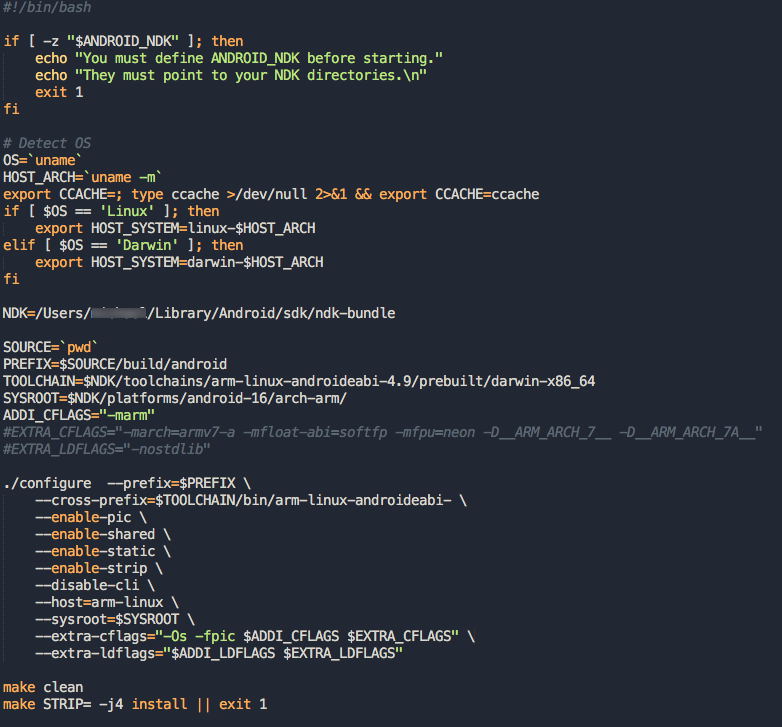 #!/bin/bash
if [ -z "$ANDROID_NDK" ]; then
echo "You must define ANDROID_NDK before starting."
echo "They must point to your NDK directories.\n"
exit 1
fi
# Detect OS
OS=`uname`
HOST_ARCH=`uname -m`
export CCACHE=; type ccache >/dev/null 2>&1 && export CCACHE=ccache
if [ $OS == 'Linux' ]; then
export HOST_SYSTEM=linux-$HOST_ARCH
elif [ $OS == 'Darwin' ]; then
export HOST_SYSTEM=darwin-$HOST_ARCH
fi
NDK=/Users/ /Library/Android/sdk/ndk-bundle
SOURCE=`pwd`
PREFIX=$SOURCE/build/android
TOOLCHAIN=$NDK/toolchains/arm-linux-androideabi-4.9/prebuilt/darwin-x86_64
SYSROOT=$NDK/platforms/android-16/arch-arm/
ADDI_CFLAGS="-marm"
#EXTRA_CFLAGS="-march=armv7-a -mfloat-abi=softfp -mfpu=neon -D__ARM_ARCH_7__ -D__ARM_ARCH_7A__"
#EXTRA_LDFLAGS="-nostdlib"
./configure  --prefix=$PREFIX \
--cross-prefix=$TOOLCHAIN/bin/arm-linux-androideabi- \
--enable-pic \
--enable-shared \
--enable-static \
--enable-strip \
--disable-cli \
--host=arm-linux \
--sysroot=$SYSROOT \
--extra-cflags="-Os -fpic $ADDI_CFLAGS $EXTRA_CFLAGS" \
--extra-ldflags="$ADDI_LDFLAGS $EXTRA_LDFLAGS"
make clean
make STRIP= -j4 install || exit 1